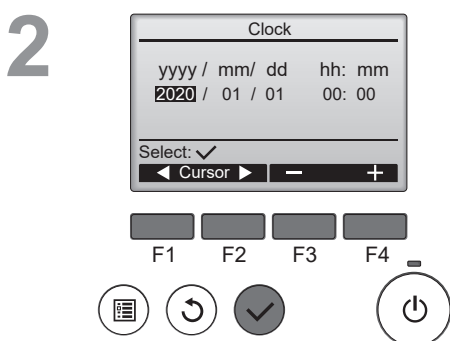 2
Clock
yyyy / mm/ dd hh: mm
2020 / 01 / 01 00: 00
Select: ✓
◀ Cursor ▶ − +
F1 F2 F3 F4